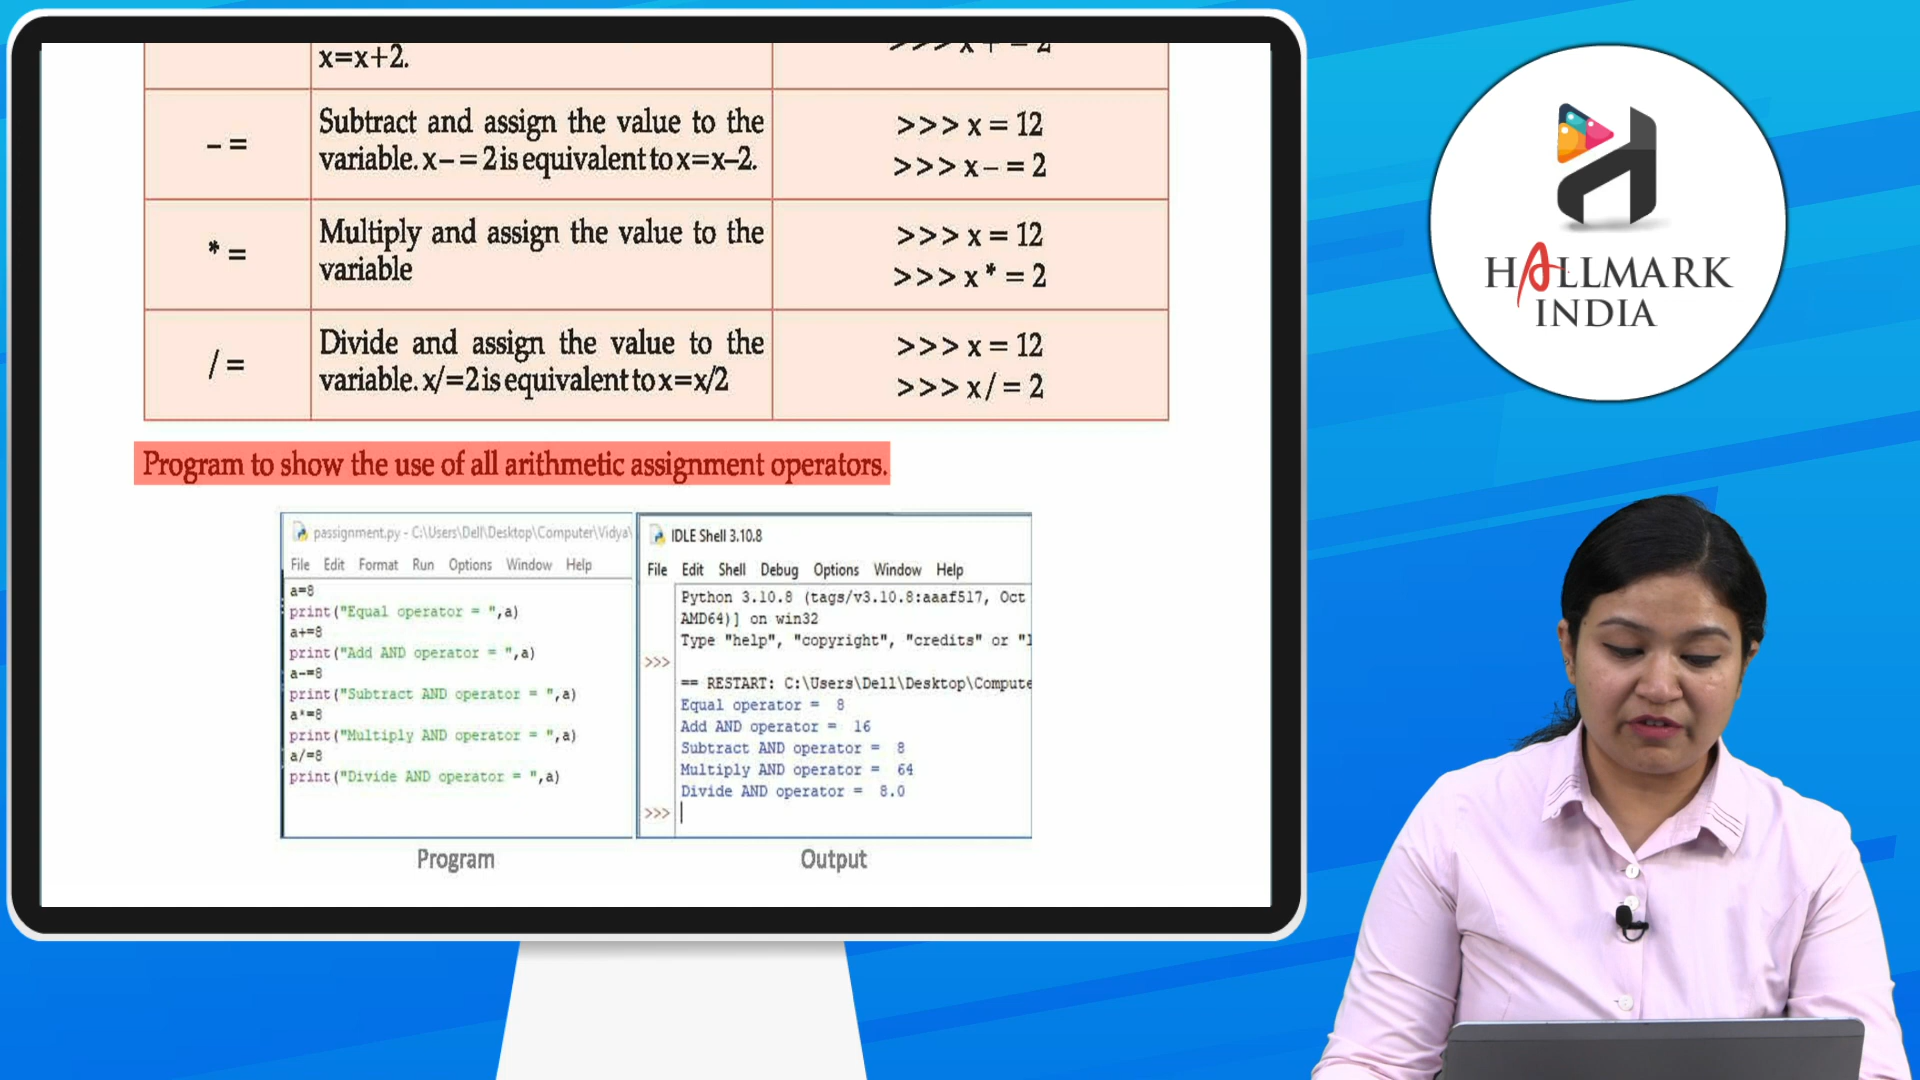 x=x+2.
>>> x + = 2
– =
Subtract and assign the value to the
variable. x – = 2 is equivalent to x=x–2.
>>> x = 12
>>> x – = 2
* =
Multiply and assign the value to the
variable
>>> x = 12
>>> x * = 2
/ =
Divide and assign the value to the
variable. x/=2 is equivalent to x=x/2
>>> x = 12
>>> x / = 2
Program to show the use of all arithmetic assignment operators.
passignment.py - C:\Users\Dell\Desktop\Computer\Vidya\
File Edit Format Run Options Window Help
a=8
print("Equal operator = ",a)
a+=8
print("Add AND operator = ",a)
a-=8
print("Subtract AND operator = ",a)
a*=8
print("Multiply AND operator = ",a)
a/=8
print("Divide AND operator = ",a)
Program
IDLE Shell 3.10.8
File Edit Shell Debug Options Window Help
Python 3.10.8 (tags/v3.10.8:aaaf517, Oct
AMD64)] on win32
Type "help", "copyright", "credits" or "l
>>>
== RESTART: C:\Users\Dell\Desktop\Compute
Equal operator = 8
Add AND operator = 16
Subtract AND operator = 8
Multiply AND operator = 64
Divide AND operator = 8.0
>>>
Output
HALLMARK
INDIA